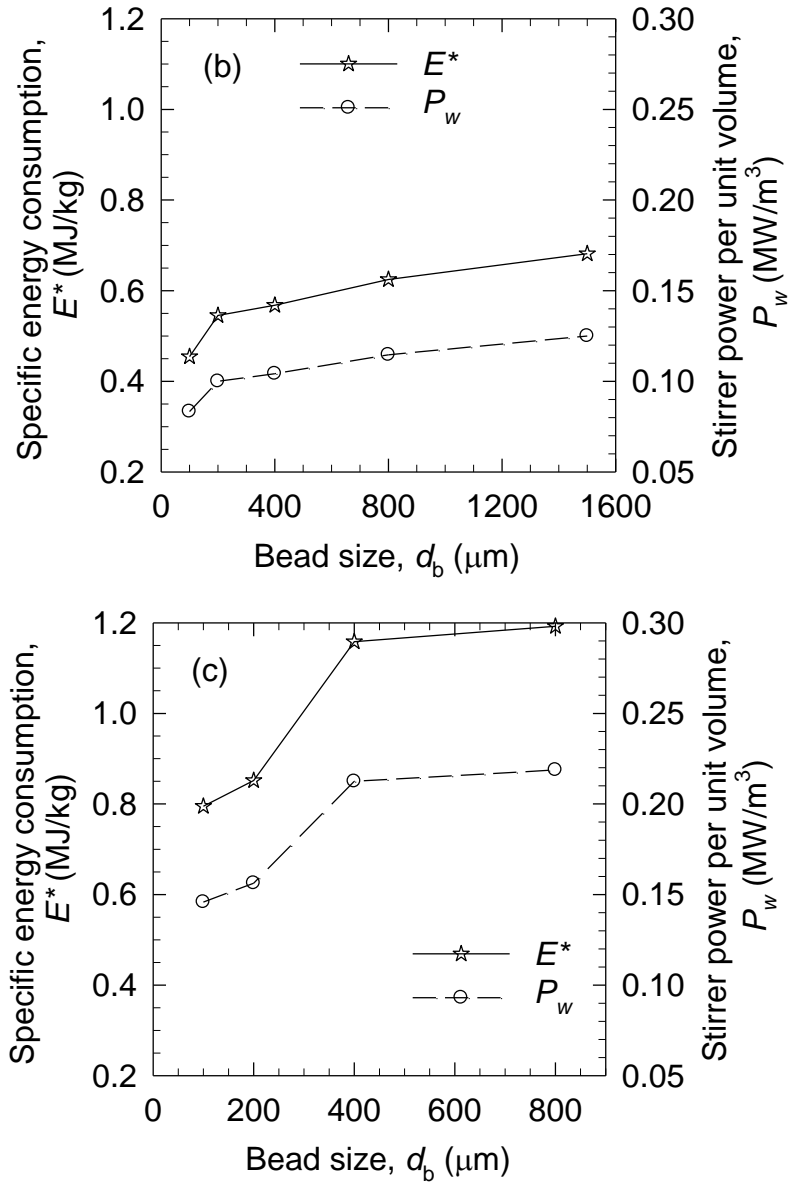 Specific energy consumption,
E* (MJ/kg)
1.2
1.0
0.8
0.6
0.4
0.2
(b)
E*
P_w
0.30
0.25
0.20
0.15
0.10
0.05
Stirrer power per unit volume,
P_w (MW/m³)
0 400 800 1200 1600
Bead size, d_b (μm)
Specific energy consumption,
E* (MJ/kg)
1.2
1.0
0.8
0.6
0.4
0.2
(c)
E*
P_w
0.30
0.25
0.20
0.15
0.10
0.05
Stirrer power per unit volume,
P_w (MW/m³)
0 200 400 600 800
Bead size, d_b (μm)